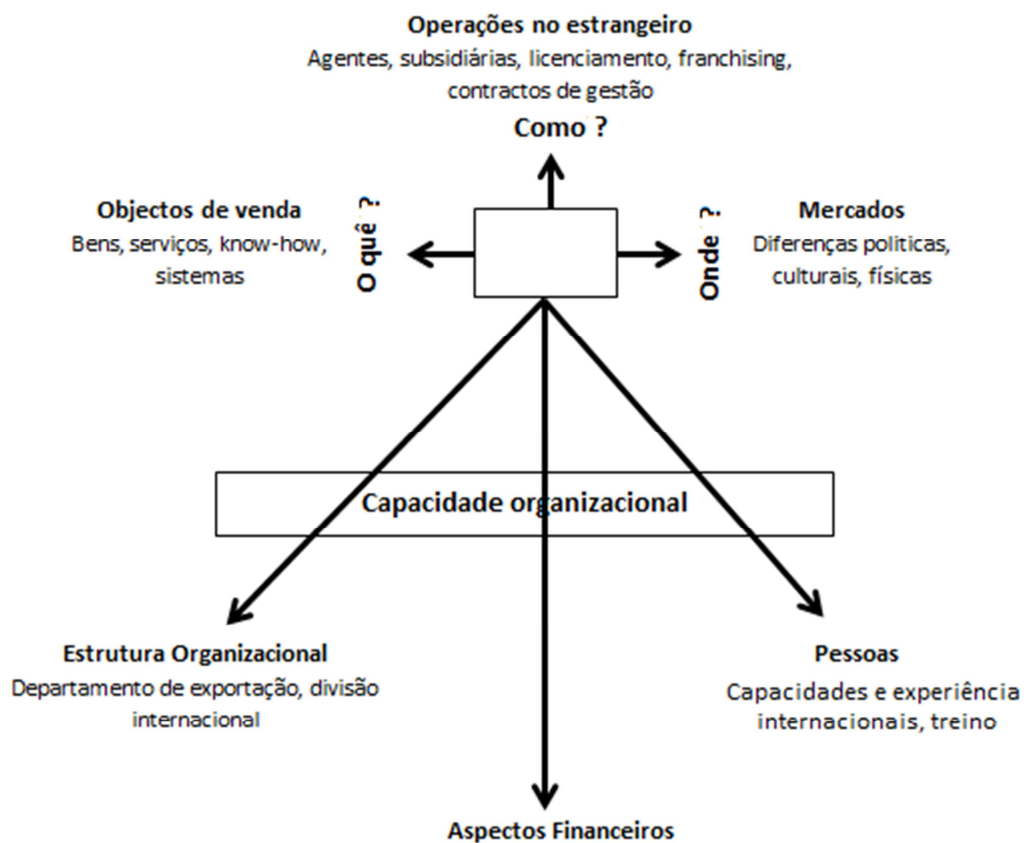 Operações no estrangeiro
Agentes, subsidiárias, licenciamento, franchising,
contractos de gestão
Como ?
Objectos de venda
Bens, serviços, know-how,
sistemas
O quê ?
Onde ?
Mercados
Diferenças politicas,
culturais, físicas
Capacidade organizacional
Estrutura Organizacional
Departamento de exportação, divisão
internacional
Pessoas
Capacidades e experiência
internacionais, treino
Aspectos Financeiros